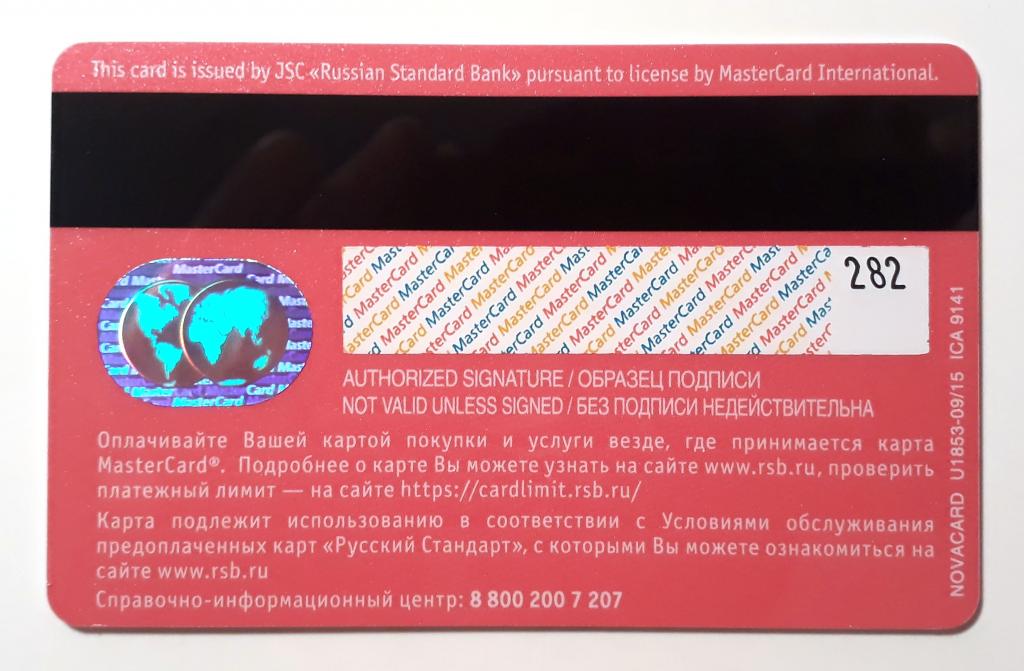 This card is issued by JSC «Russian Standard Bank» pursuant to license by MasterCard International.
282
MasterCard
AUTHORIZED SIGNATURE / ОБРАЗЕЦ ПОДПИСИ
NOT VALID UNLESS SIGNED / БЕЗ ПОДПИСИ НЕДЕЙСТВИТЕЛЬНА
Оплачивайте Вашей картой покупки и услуги везде, где принимается карта
MasterCard®. Подробнее о карте Вы можете узнать на сайте www.rsb.ru, проверить
платежный лимит — на сайте https://cardlimit.rsb.ru/
Карта подлежит использованию в соответствии с Условиями обслуживания
предоплаченных карт «Русский Стандарт», с которыми Вы можете ознакомиться на
сайте www.rsb.ru
Справочно-информационный центр: 8 800 200 7 207
NOVACARD U1853-09/15 ICA 9141